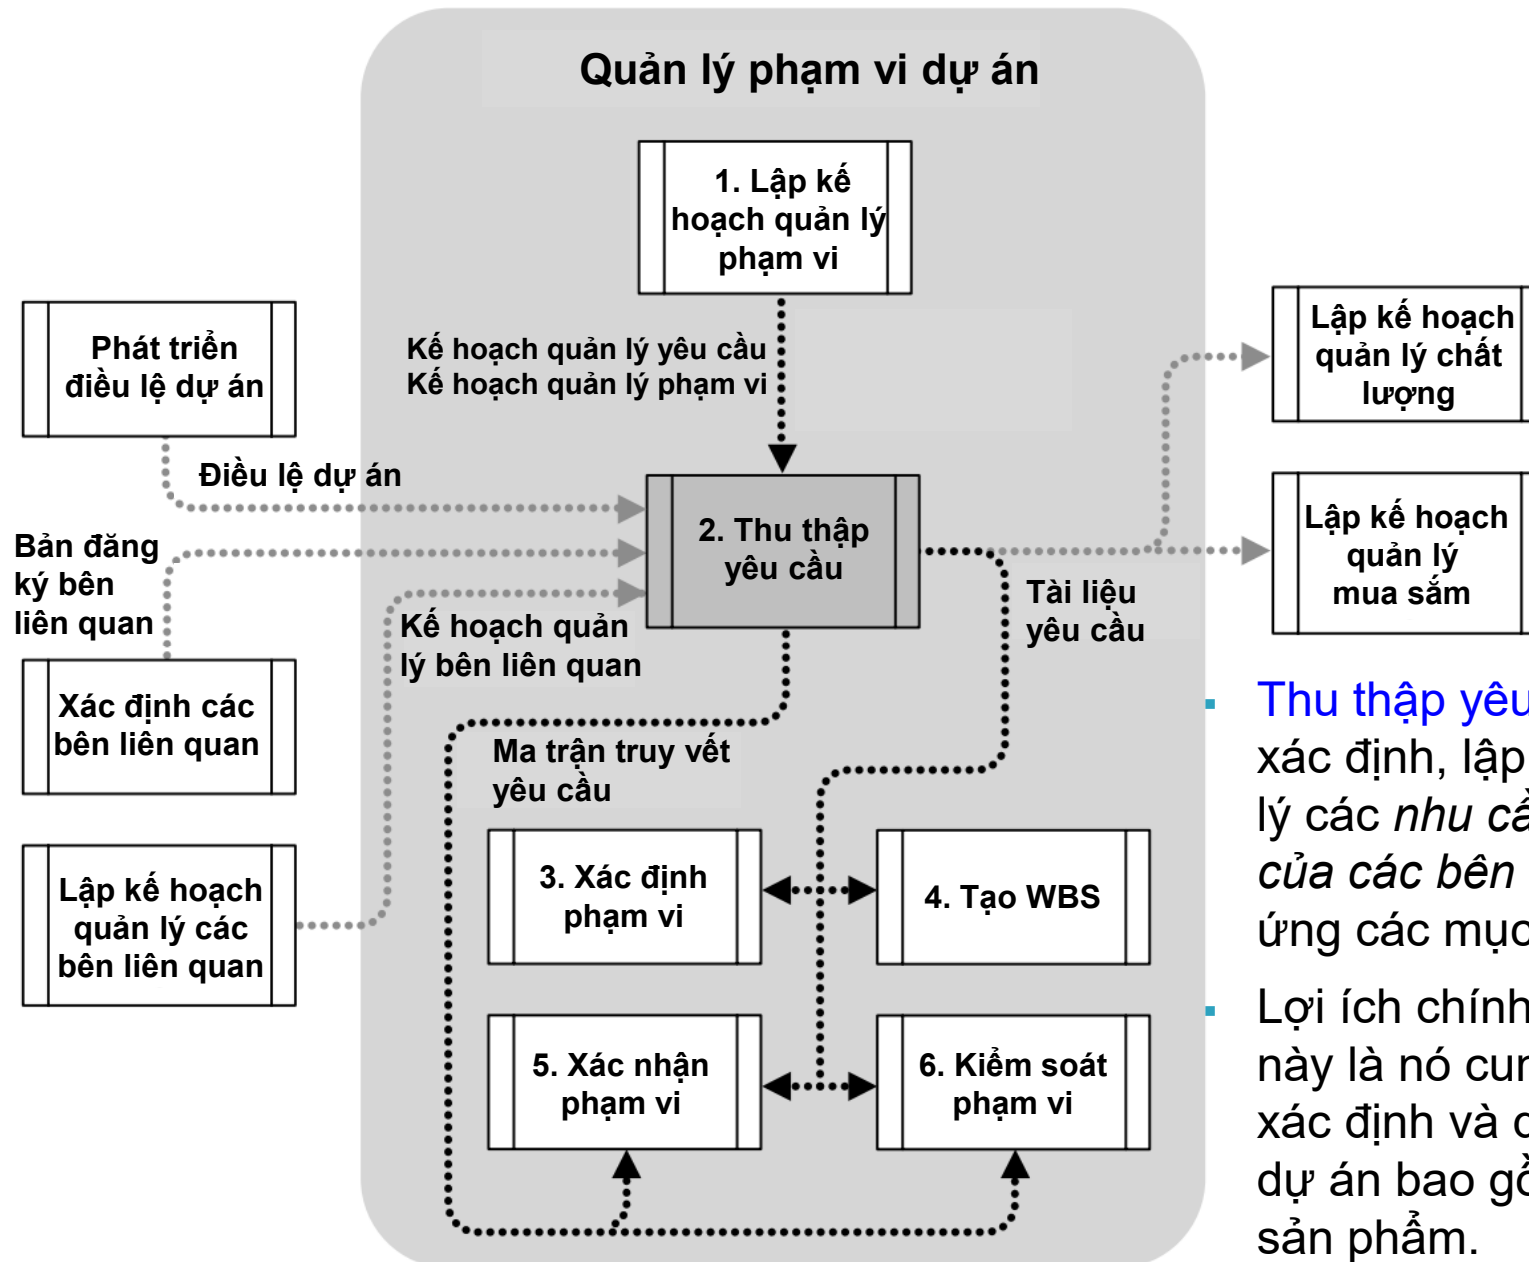 Quản lý phạm vi dự án
1. Lập kế
hoạch quản lý
phạm vi
Phát triển
điều lệ dự án
Kế hoạch quản lý yêu cầu
Kế hoạch quản lý phạm vi
Lập kế hoạch
quản lý chất
lượng
Điều lệ dự án
2. Thu thập
yêu cầu
Lập kế hoạch
quản lý
mua sắm
Bản đăng
ký bên
liên quan
Kế hoạch quản
lý bên liên quan
Tài liệu
yêu cầu
Xác định các
bên liên quan
Ma trận truy vết
yêu cầu
Lập kế hoạch
quản lý các
bên liên quan
3. Xác định
phạm vi
4. Tạo WBS
5. Xác nhận
phạm vi
6. Kiểm soát
phạm vi
Thu thập yêu
xác định, lập
lý các nhu cầ
của các bên
ứng các mục
Lợi ích chính
này là nó
xác định và
dự án bao
sản phẩm.